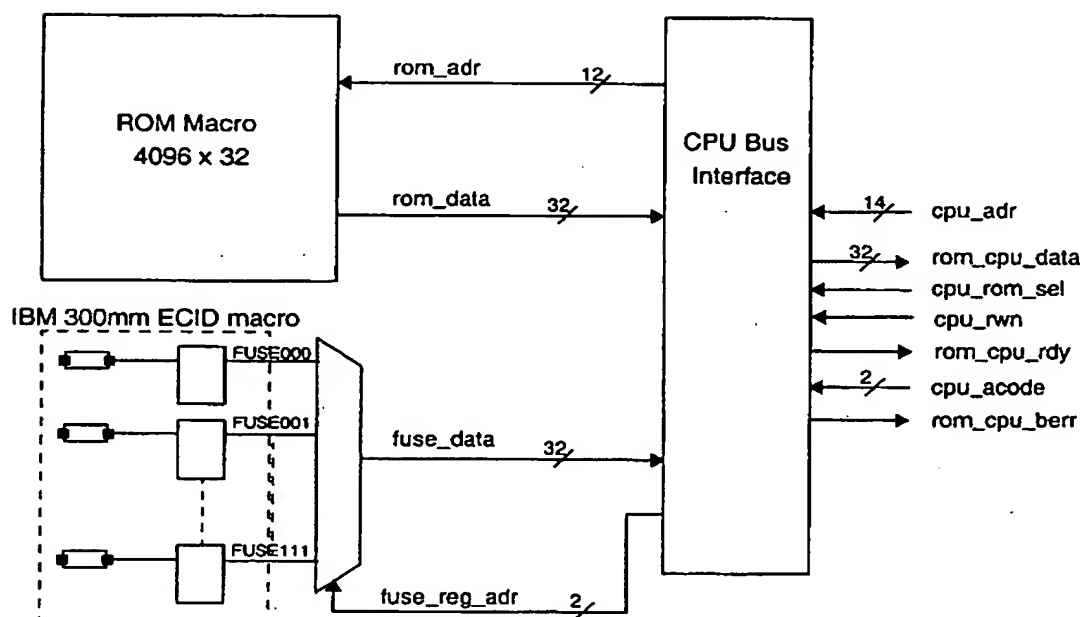 rom_adr
12
ROM Macro
4096 x 32
CPU Bus
Interface
rom_data
32
14
cpu_adr
32
rom_cpu_data
cpu_rom_sel
cpu_rwn
rom_cpu_rdy
2
cpu_acode
rom_cpu_berr
IBM 300mm ECID macro
FUSE000
FUSE001
fuse_data
32
FUSE111
fuse_reg_adr
2